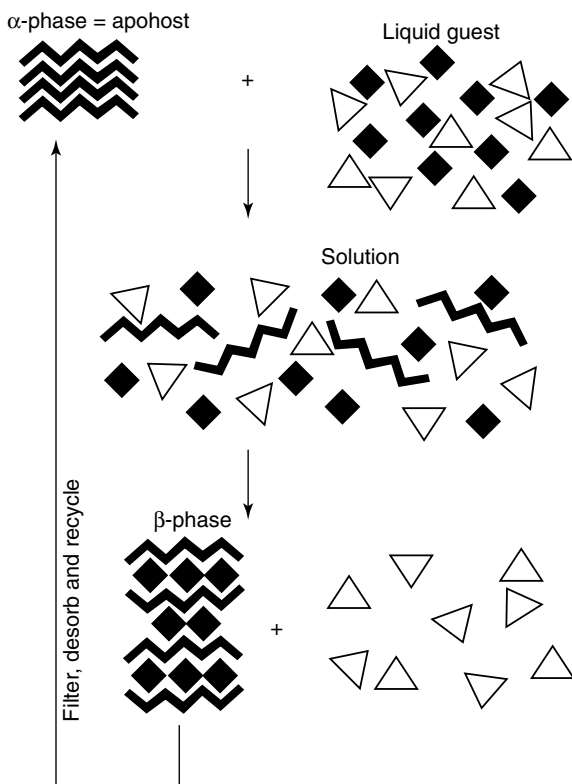 α-phase = apohost
Liquid guest
+
Solution
β-phase
+
Filter, desorb and recycle